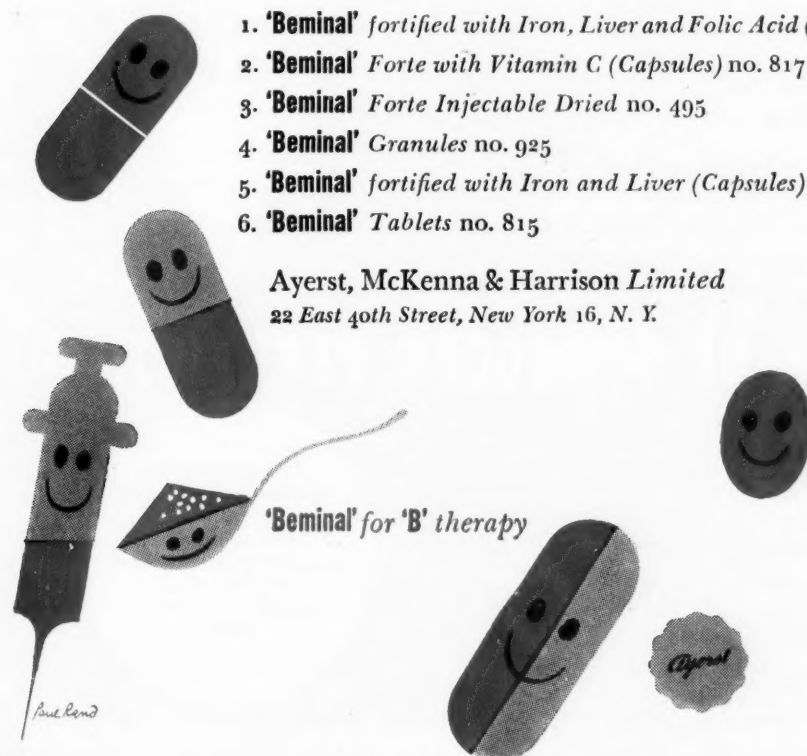 1. 'Beminal' fortified with Iron, Liver and Folic Acid (
2. 'Beminal' Forte with Vitamin C (Capsules) no. 817
3. 'Beminal' Forte Injectable Dried no. 495
4. 'Beminal' Granules no. 925
5. 'Beminal' fortified with Iron and Liver (Capsules)
6. 'Beminal' Tablets no. 815
Ayerst, McKenna & Harrison Limited
22 East 40th Street, New York 16, N. Y.
'Beminal' for 'B' therapy
Ayerst
Paul Rand